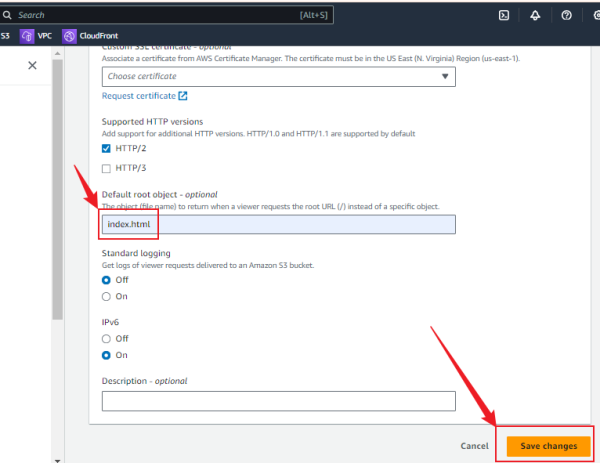 Search [Alt+S]
S3 VPC CloudFront
Custom SSL certificate - optional
Associate a certificate from AWS Certificate Manager. The certificate must be in the US East (N. Virginia) Region (us-east-1).
Choose certificate
Request certificate
Supported HTTP versions
Add support for additional HTTP versions. HTTP/1.0 and HTTP/1.1 are supported by default
HTTP/2
HTTP/3
Default root object - optional
The object (file name) to return when a viewer requests the root URL (/) instead of a specific object.
index.html
Standard logging
Get logs of viewer requests delivered to an Amazon S3 bucket.
Off
On
IPv6
Off
On
Description - optional
Cancel Save changes